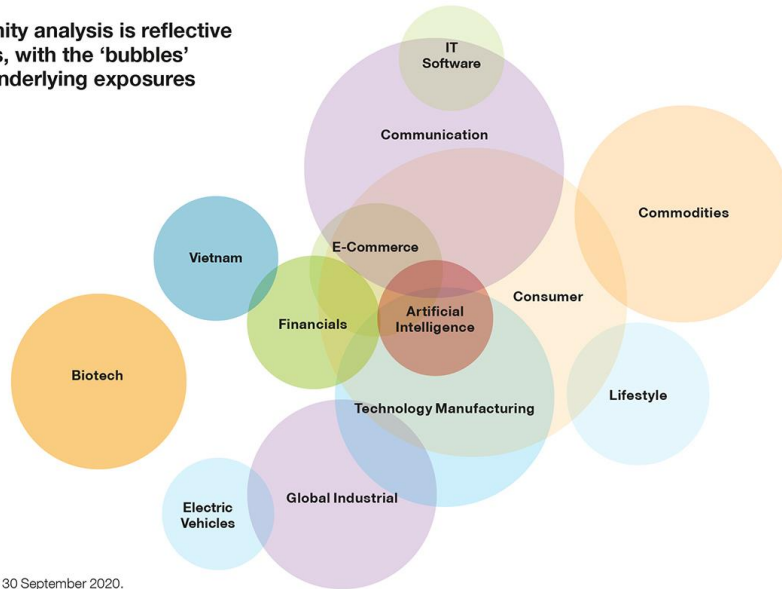 nity analysis is reflective
s, with the ‘bubbles’
nderlying exposures
IT
Software
Communication
Commodities
E-Commerce
Vietnam
Consumer
Artificial
Intelligence
Financials
Biotech
Lifestyle
Technology Manufacturing
Global Industrial
Electric
Vehicles
30 September 2020.